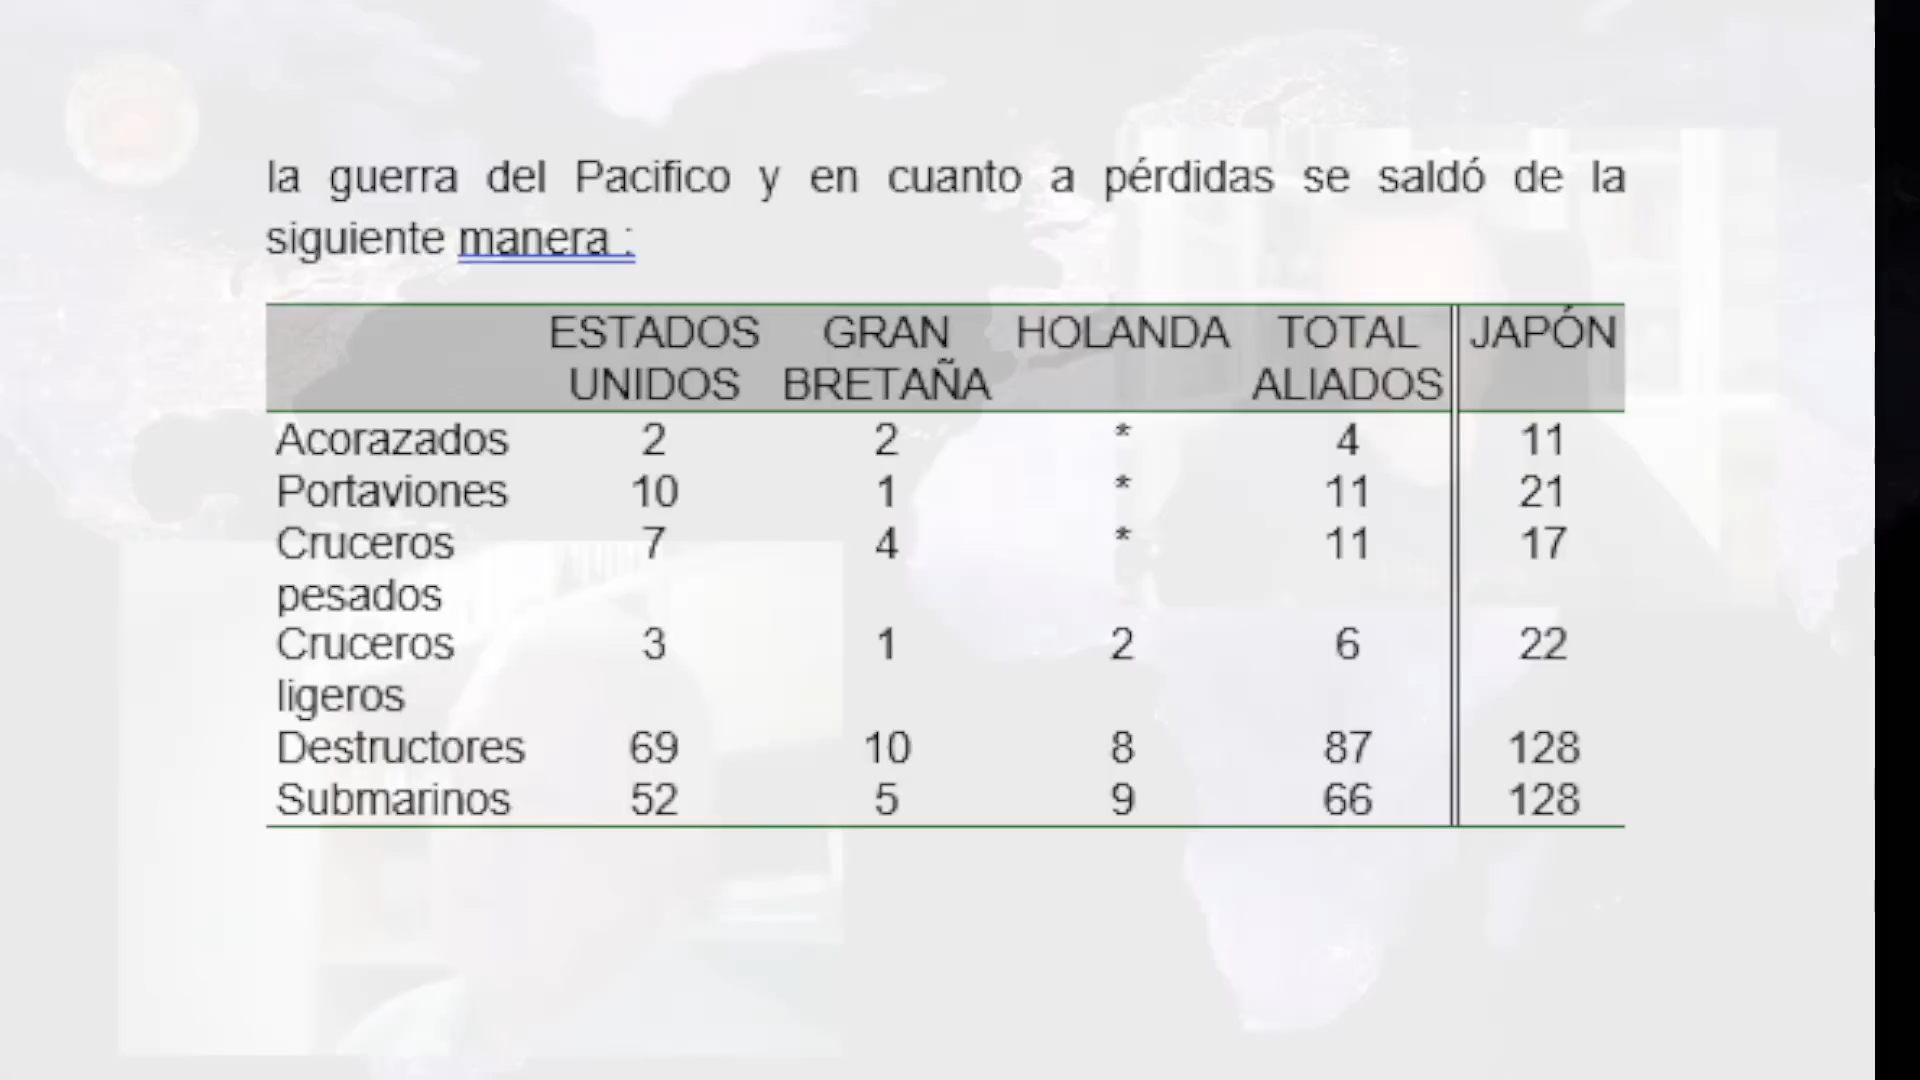 la guerra del Pacifico y en cuanto a pérdidas se saldó de la
siguiente manera :
ESTADOS GRAN HOLANDA TOTAL JAPÓN
UNIDOS BRETAÑA ALIADOS
Acorazados 2 2 * 4 11
Portaviones 10 1 * 11 21
Cruceros 7 4 * 11 17
pesados
Cruceros 3 1 2 6 22
ligeros
Destructores 69 10 8 87 128
Submarinos 52 5 9 66 128